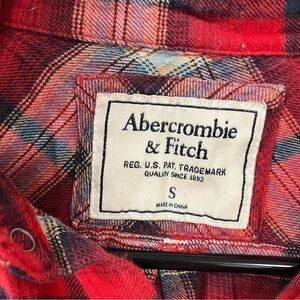 Abercrombie
& Fitch
REG. U.S. PAT. TRADEMARK
QUALITY SINCE 1892
S
MADE IN CHINA